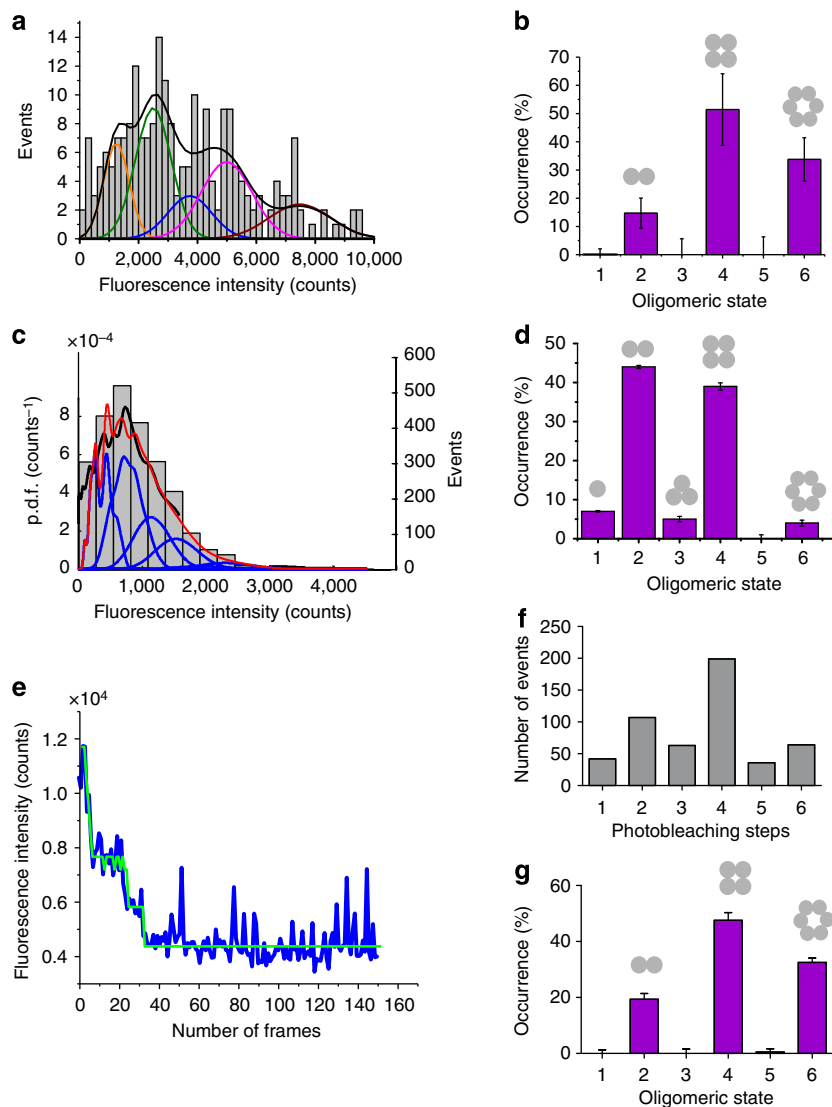 a
16
14
12
10
8
6
4
2
0
Events
0 2,000 4,000 6,000 8,000 10,000
Fluorescence intensity (counts)
b
70
60
50
40
30
20
10
0
Occurrence (%)
1 2 3 4 5 6
Oligomeric state
c
×10⁻⁴
8
6
4
2
0
p.d.f. (counts⁻¹)
600
500
400
300
200
100
0
Events
0 1,000 2,000 3,000 4,000
Fluorescence intensity (counts)
d
50
40
30
20
10
0
Occurrence (%)
1 2 3 4 5 6
Oligomeric state
e
×10⁴
1.2
1.0
0.8
0.6
0.4
Fluorescence intensity (counts)
0 20 40 60 80 100 120 140 160
Number of frames
f
250
200
150
100
50
0
Number of events
1 2 3 4 5 6
Photobleaching steps
g
60
40
20
0
Occurrence (%)
1 2 3 4 5 6
Oligomeric state